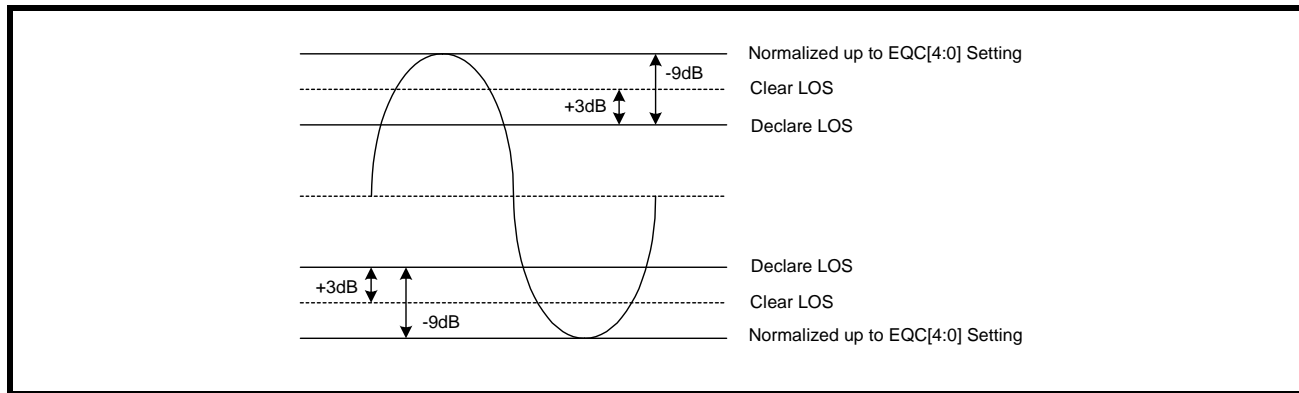 Normalized up to EQC[4:0] Setting
-9dB
Clear LOS
+3dB
Declare LOS
Declare LOS
+3dB
Clear LOS
-9dB
Normalized up to EQC[4:0] Setting